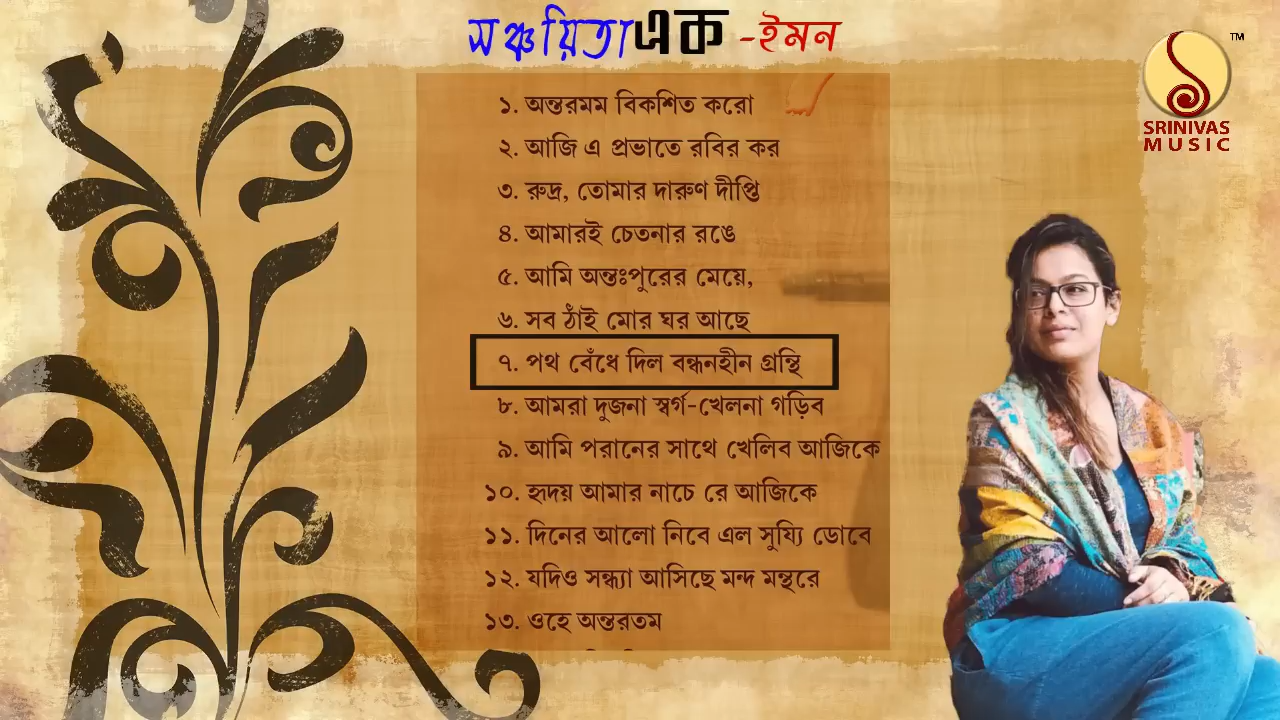 সঞ্চয়িতা এক - ইমন
TM
SRINIVAS
MUSIC
১. অন্তরমম বিকশিত করো
২. আজি এ প্রভাতে রবির কর
৩. রুদ্র, তোমার দারুণ দীপ্তি
৪. আমারই চেতনার রঙে
৫. আমি অন্তঃপুরের মেয়ে,
৬. সব ঠাঁই মোর ঘর আছে
৭. পথ বেঁধে দিল বন্ধনহীন গ্রন্থি
৮. আমরা দুজনা স্বর্গ-খেলনা গড়িব
৯. আমি পরানের সাথে খেলিব আজিকে
১০. হৃদয় আমার নাচে রে আজিকে
১১. দিনের আলো নিবে এল সুয্যি ডোবে
১২. যদিও সন্ধ্যা আসিছে মন্দ মন্থরে
১৩. ওহে অন্তরতম